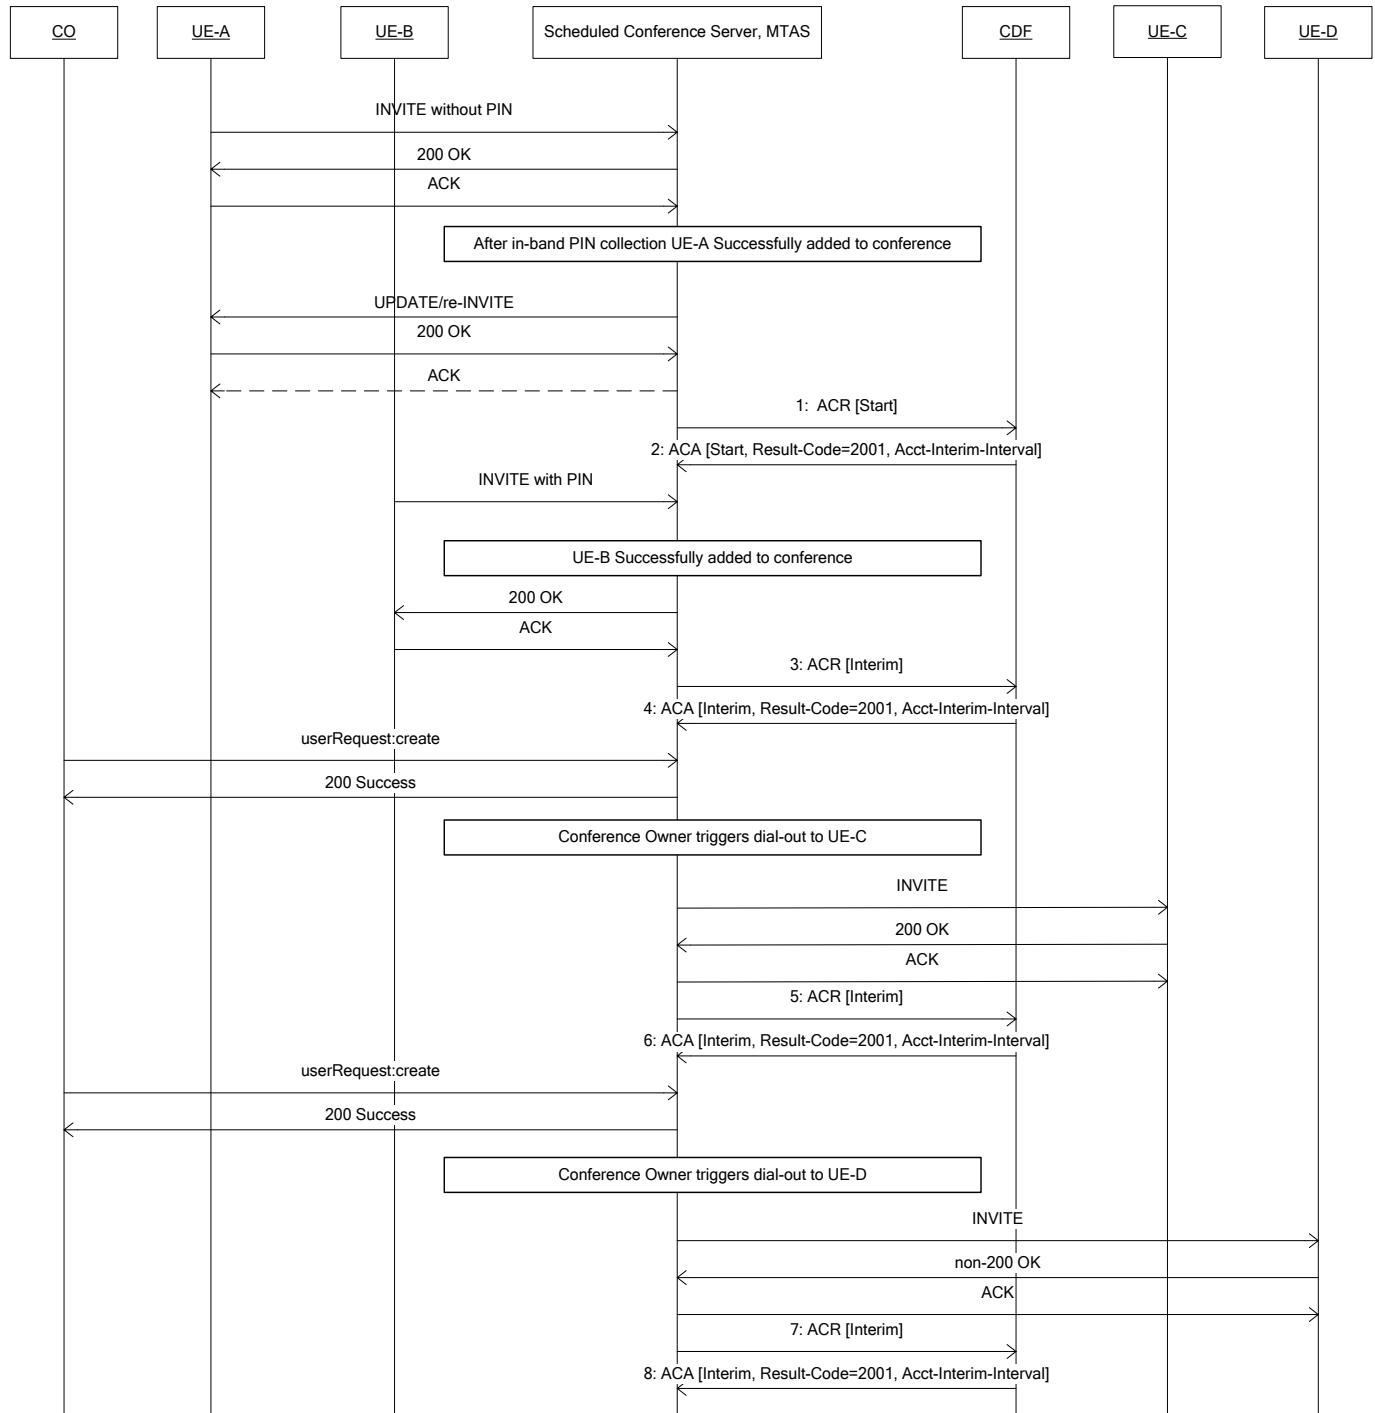 CO
UE-A
UE-B
Scheduled Conference Server, MTAS
CDF
UE-C
UE-D
INVITE without PIN
200 OK
ACK
After in-band PIN collection UE-A Successfully added to conference
UPDATE/re-INVITE
200 OK
ACK
1:  ACR [Start]
2: ACA [Start, Result-Code=2001, Acct-Interim-Interval]
INVITE with PIN
UE-B Successfully added to conference
200 OK
ACK
3: ACR [Interim]
4: ACA [Interim, Result-Code=2001, Acct-Interim-Interval]
userRequest:create
200 Success
Conference Owner triggers dial-out to UE-C
INVITE
200 OK
ACK
5: ACR [Interim]
6: ACA [Interim, Result-Code=2001, Acct-Interim-Interval]
userRequest:create
200 Success
Conference Owner triggers dial-out to UE-D
INVITE
non-200 OK
ACK
7: ACR [Interim]
8: ACA [Interim, Result-Code=2001, Acct-Interim-Interval]